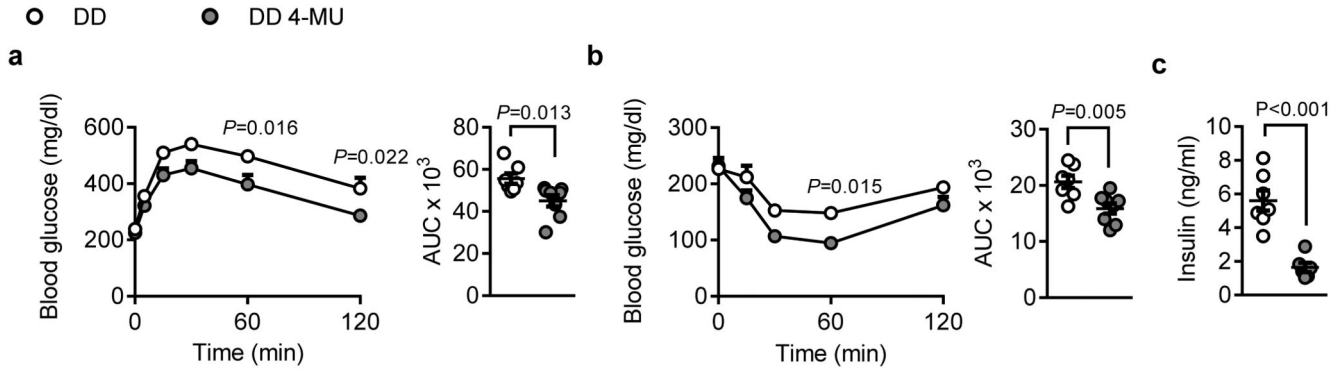 DD DD 4-MU
a
Blood glucose (mg/dl)
600
400
200
0
P=0.016
P=0.022
0 60 120
Time (min)
AUC x 10³
80
60
40
20
0
P=0.013
b
Blood glucose (mg/dl)
300
200
100
0
P=0.015
0 60 120
Time (min)
AUC x 10³
30
20
10
0
P=0.005
c
Insulin (ng/ml)
10
8
6
4
2
0
P<0.001